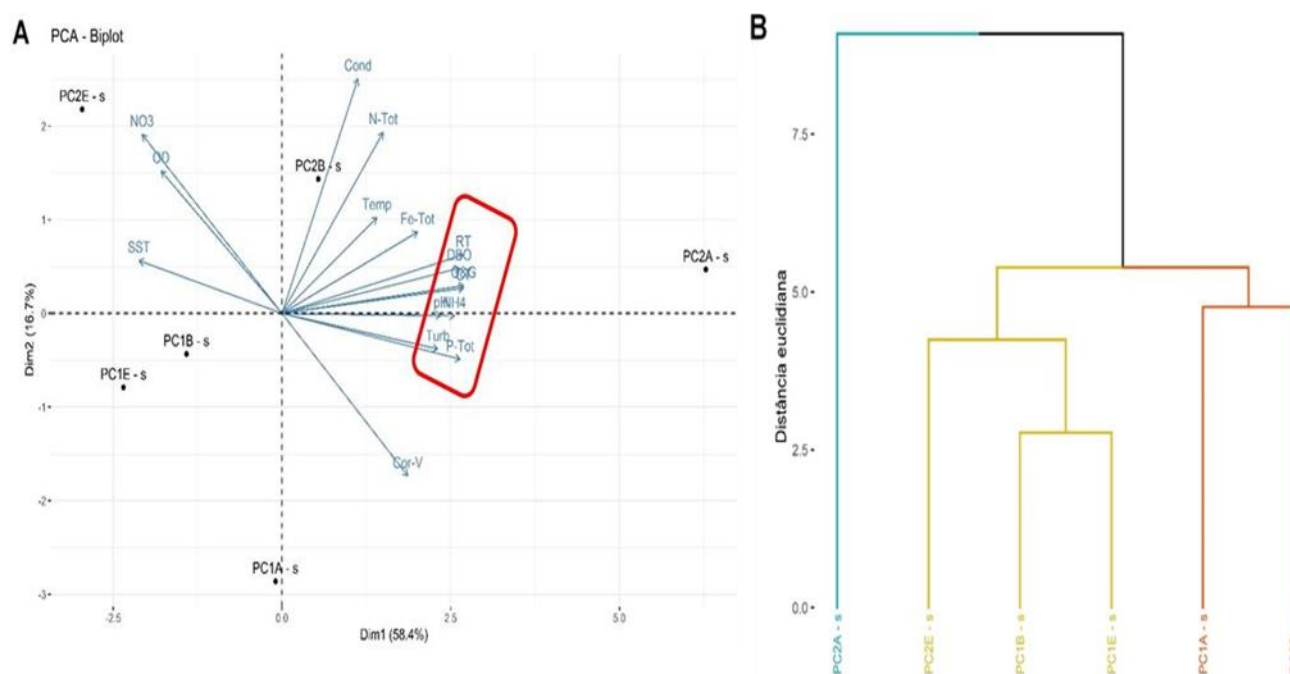 A
PCA - Biplot
B
Cond
PC2E - s
NO3
N-Tot
OD
PC2B - s
Temp
Fe-Tot
RT
DBO
SST
PC2A - s
Turb
P-Tot
PC1B - s
PC1E - s
Cor-V
PC1A - s
2
1
0
-1
-2
-3
Dim2 (16.7%)
-2.5
0.0
2.5
5.0
Dim1 (58.4%)
7.5
5.0
2.5
0.0
Distância euclidiana
PC2A - s
PC2E - s
PC1B - s
PC1E - s
PC1A - s